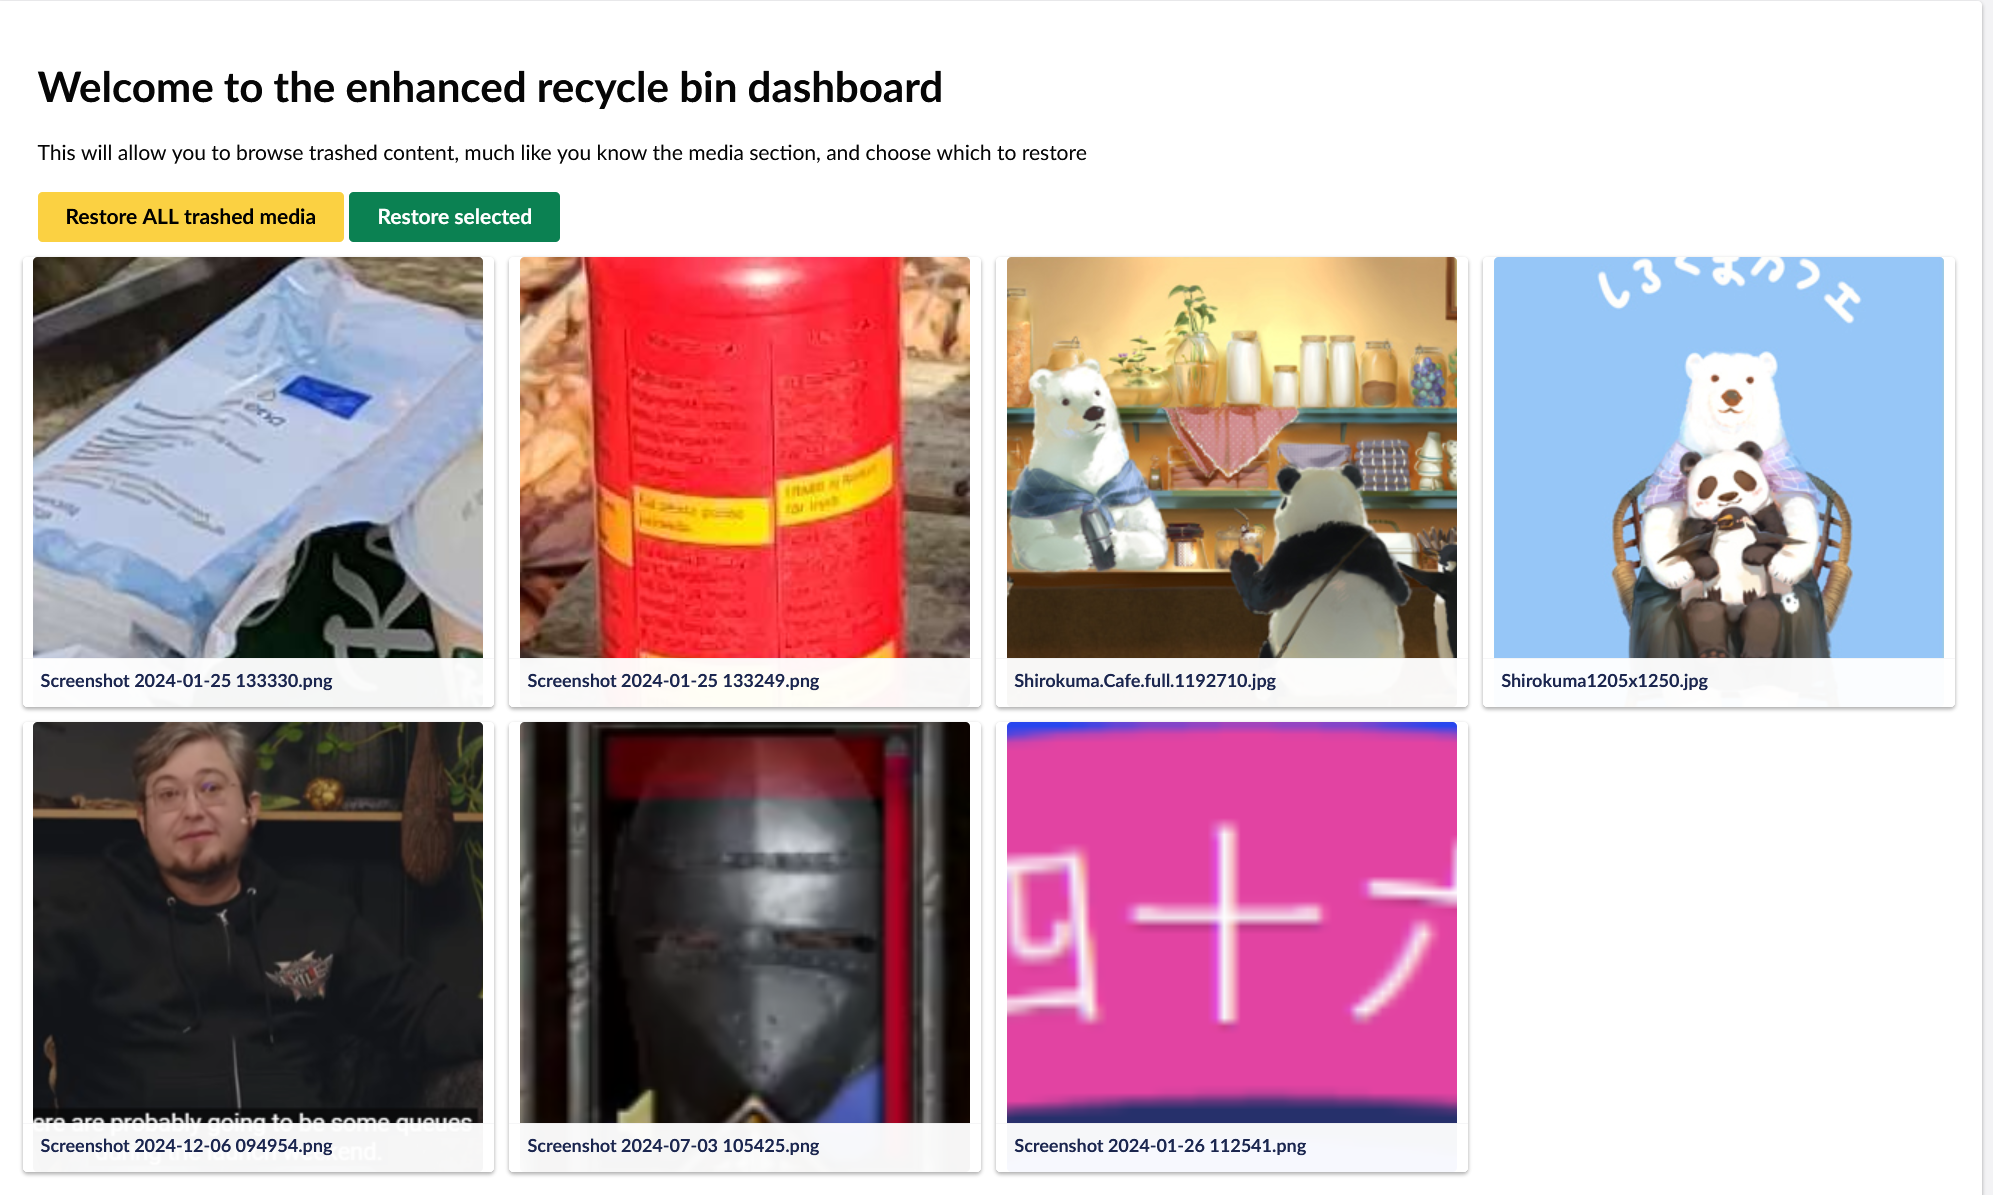 Welcome to the enhanced recycle bin dashboard
This will allow you to browse trashed content, much like you know the media section, and choose which to restore
Restore ALL trashed media
Restore selected
しろくまカフェ
Screenshot 2024-01-25 133330.png
Screenshot 2024-01-25 133249.png
Shirokuma.Cafe.full.1192710.jpg
Shirokuma1205x1250.jpg
四十六
ere are probably going to be some queues
end.
Screenshot 2024-12-06 094954.png
Screenshot 2024-07-03 105425.png
Screenshot 2024-01-26 112541.png